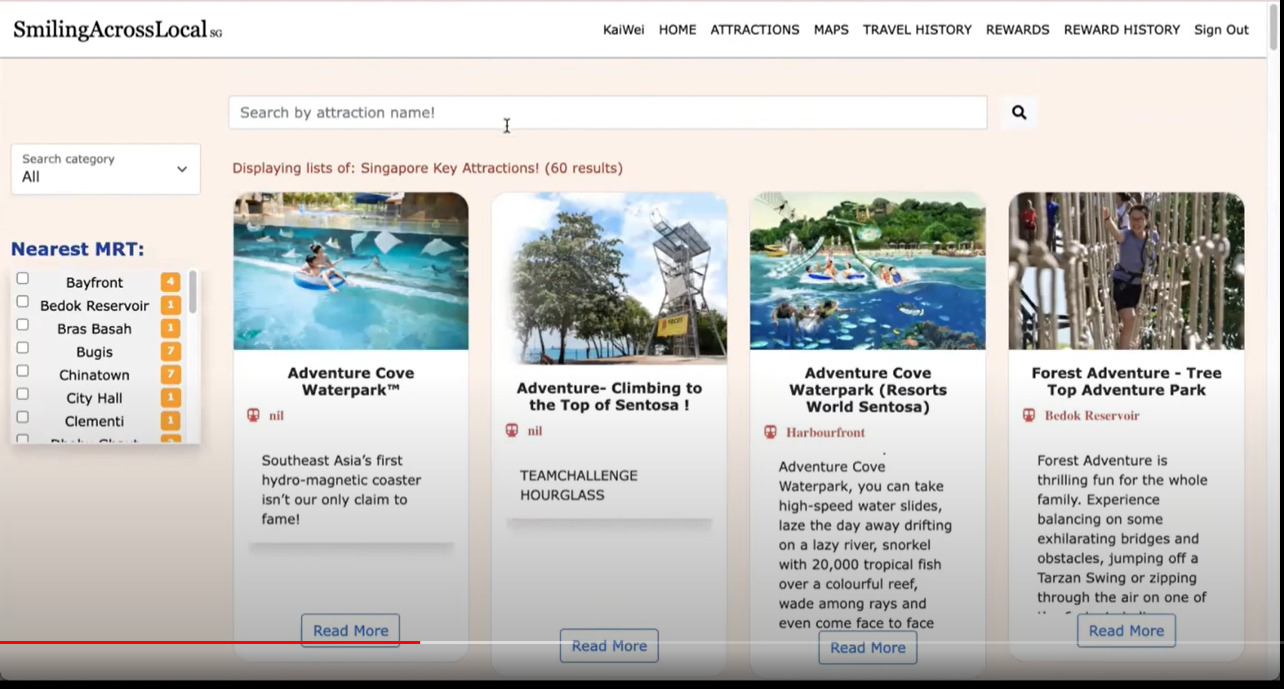 SmilingAcrossLocal SG
KaiWei HOME ATTRACTIONS MAPS TRAVEL HISTORY REWARDS REWARD HISTORY Sign Out
Search by attraction name!
Search category
All
Displaying lists of: Singapore Key Attractions! (60 results)
Nearest MRT:
Bayfront 4
Bedok Reservoir 1
Bras Basah 1
Bugis 7
Chinatown 7
City Hall 1
Clementi 1
Adventure Cove
Waterpark™
nil
Southeast Asia's first
hydro-magnetic coaster
isn't our only claim to
fame!
Read More
Adventure- Climbing to
the Top of Sentosa !
nil
TEAMCHALLENGE
HOURGLASS
Read More
Adventure Cove
Waterpark (Resorts
World Sentosa)
Harbourfront
Adventure Cove
Waterpark, you can take
high-speed water slides,
laze the day away drifting
on a lazy river, snorkel
with 20,000 tropical fish
over a colourful reef,
wade among rays and
even come face to face
Read More
Forest Adventure - Tree
Top Adventure Park
Bedok Reservoir
Forest Adventure is
thrilling fun for the whole
family. Experience
balancing on some
exhilarating bridges and
obstacles, jumping off a
Tarzan Swing or zipping
through the air on one of
Read More